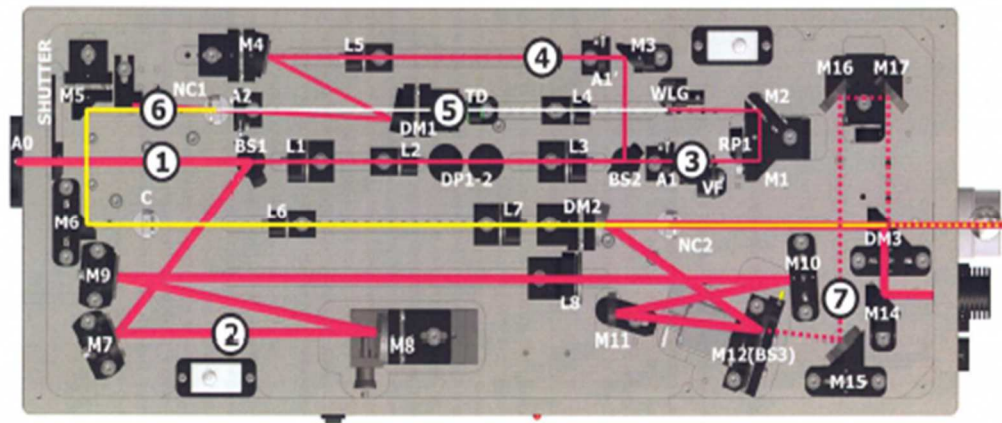 SHUTTER
M4
L5
4
A1'
M3
M16
M17
M5
6
NC1
A2
5
TD
L4
WLG
M2
DM1
A0
1
BS1
L1
L2
DP1-2
L3
BS2
A1
3
RP1
VF
M1
C
M6
L6
L7
DM2
NC2
DM3
M9
L8
M10
7
M14
M7
2
M8
M11
M12(BS3)
M15